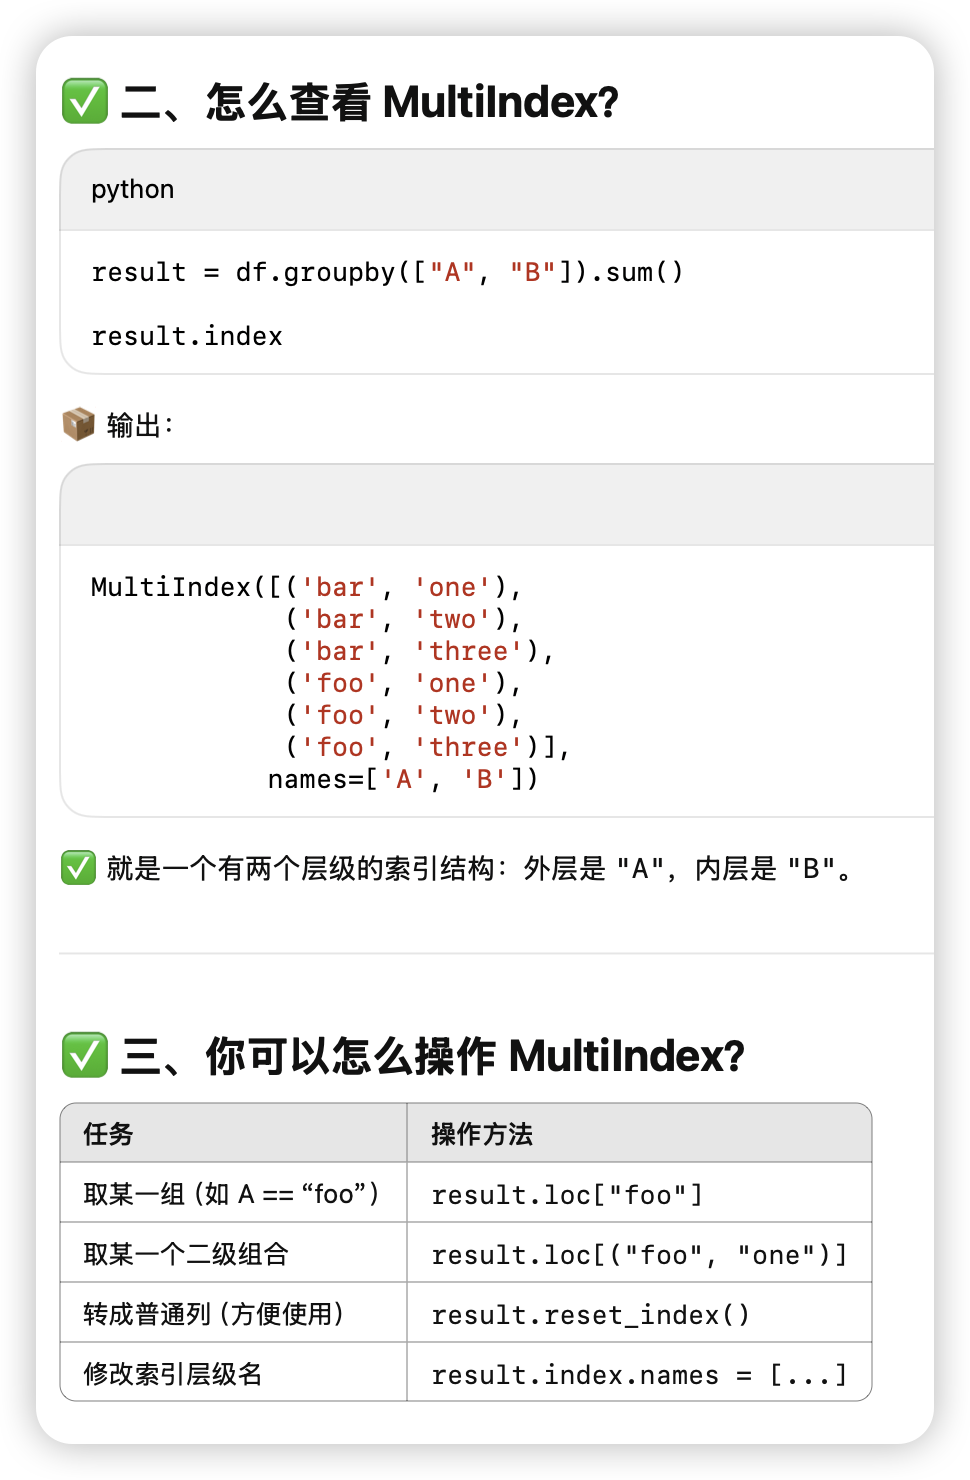 ✅ 二、怎么查看 MultiIndex?
python
result = df.groupby(["A", "B"]).sum()
result.index
📦 输出：
MultiIndex([('bar', 'one'),
            ('bar', 'two'),
            ('bar', 'three'),
            ('foo', 'one'),
            ('foo', 'two'),
            ('foo', 'three')],
           names=['A', 'B'])
✅ 就是一个有两个层级的索引结构：外层是 "A"，内层是 "B"。
✅ 三、你可以怎么操作 MultiIndex?
任务 操作方法
取某一组（如 A == “foo”） result.loc["foo"]
取某一个二级组合 result.loc[("foo", "one")]
转成普通列（方便使用） result.reset_index()
修改索引层级名 result.index.names = [...]